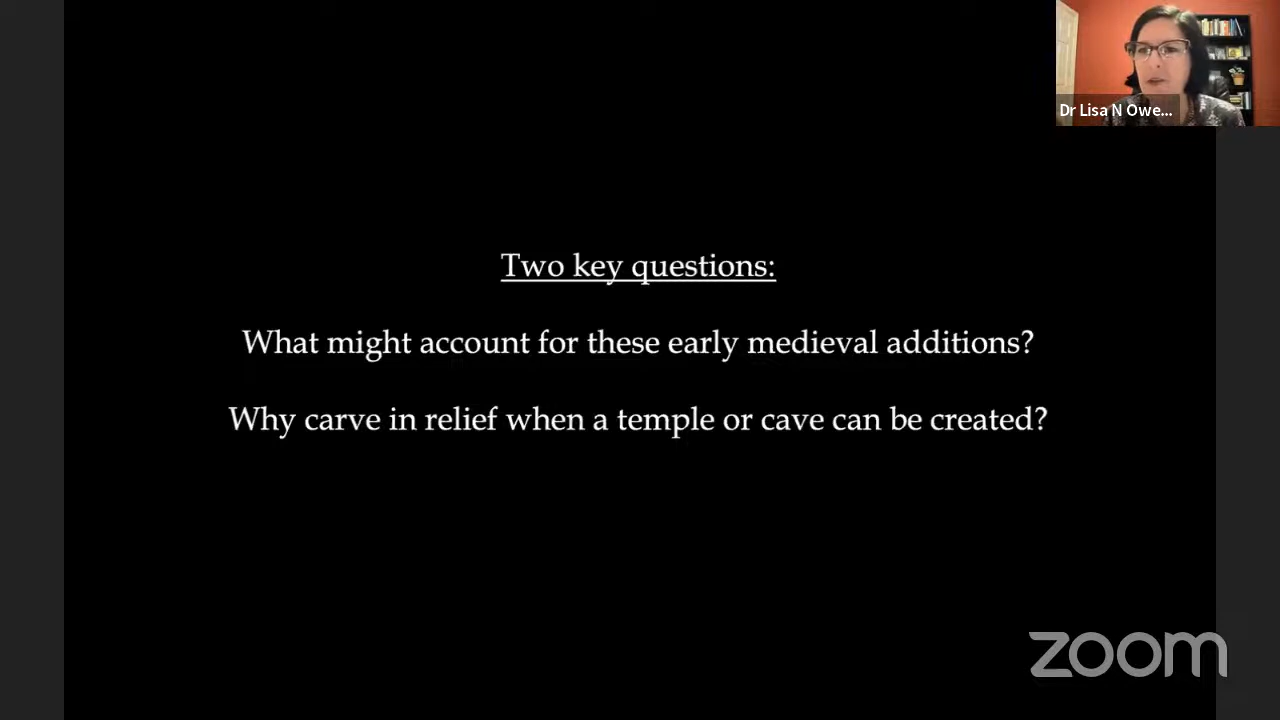 Dr Lisa N Owe...
Two key questions:
What might account for these early medieval additions?
Why carve in relief when a temple or cave can be created?
zoom